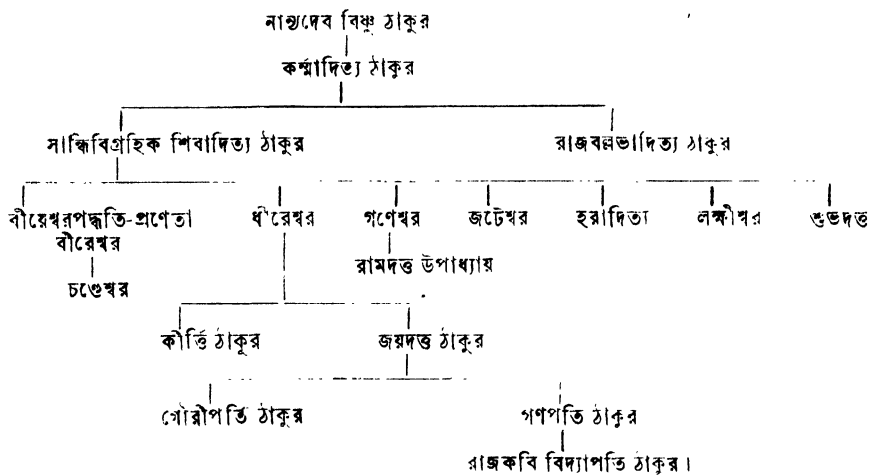 নান্যদেব বিষ্ণু ঠাকুর
কর্ম্মাদিত্য ঠাকুর
সান্ধিবিগ্রহিক শিবাদিত্য ঠাকুর রাজবল্লভাদিত্য ঠাকুর
বীরেশ্বরপদ্ধতি-প্রণেতা ধীরেশ্বর গণেশ্বর জটেশ্বর হরাদিত্য লক্ষীশ্বর শুভদত্ত
বীরেশ্বর
রামদত্ত উপাধ্যায়
চণ্ডেশ্বর
কীর্ত্তি ঠাকুর জয়দত্ত ঠাকুর
গৌরীপতি ঠাকুর গণপতি ঠাকুর
রাজকবি বিদ্যাপতি ঠাকুর।